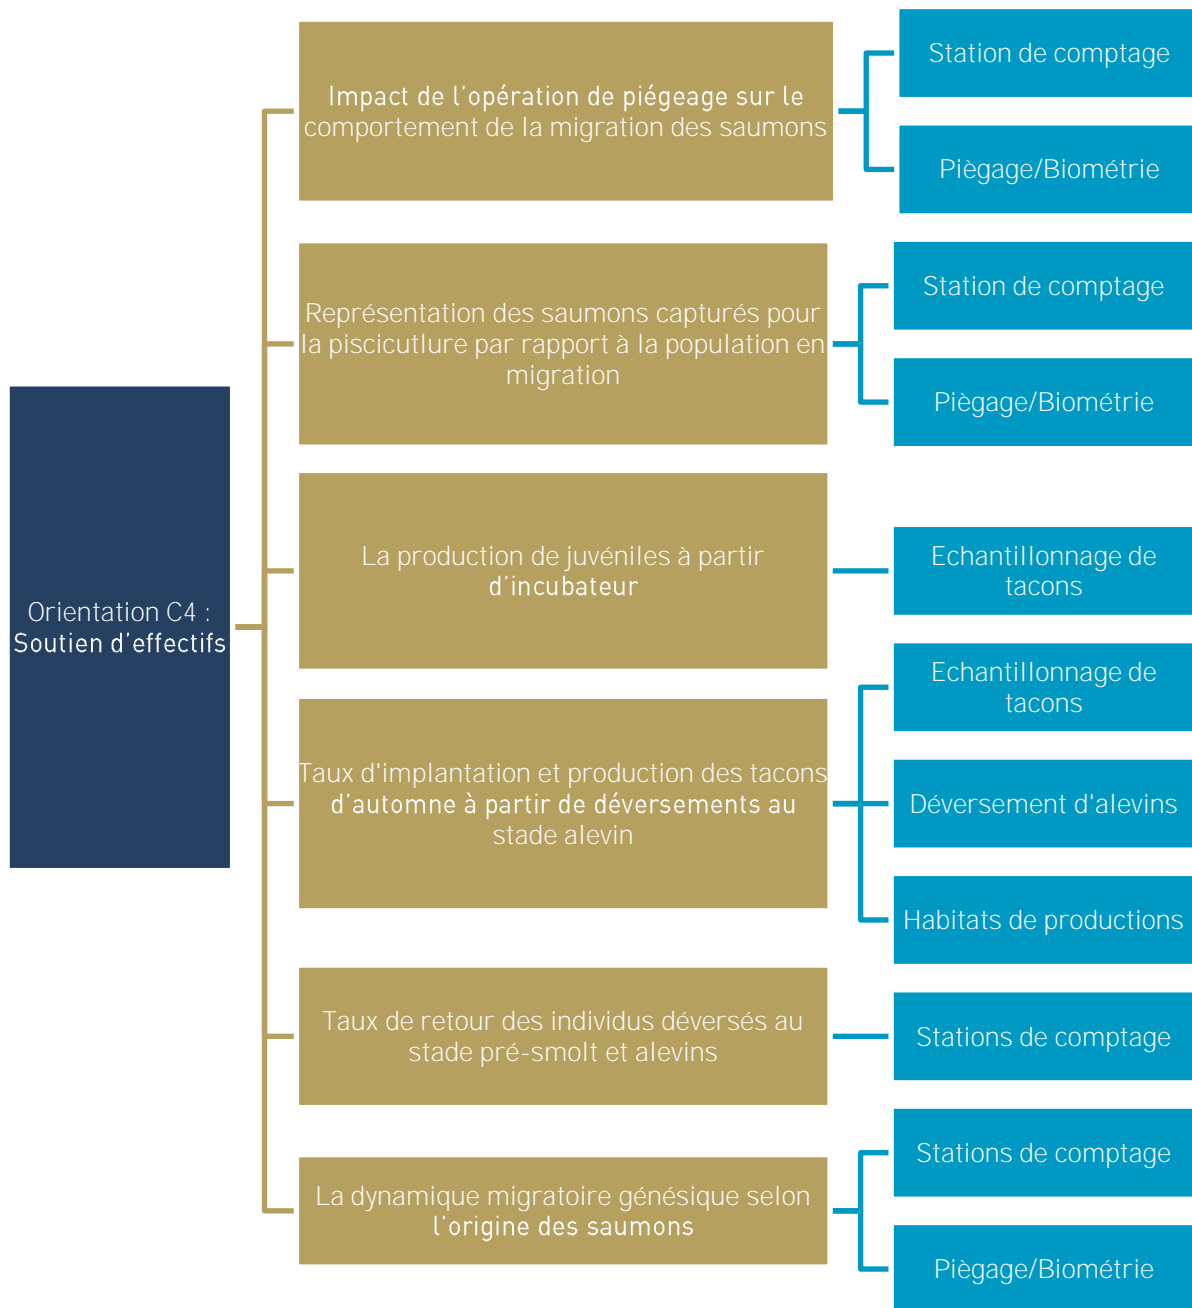 Orientation C4 :
Soutien d’effectifs
Impact de l’opération de piégeage sur le
comportement de la migration des saumons
Station de comptage
Piègage/Biométrie
Représentation des saumons capturés pour
la piscicutlure par rapport à la population en
migration
Station de comptage
Piègage/Biométrie
La production de juvéniles à partir
d’incubateur
Echantillonnage de
tacons
Taux d'implantation et production des tacons
d’automne à partir de déversements au
stade alevin
Echantillonnage de
tacons
Déversement d'alevins
Habitats de productions
Taux de retour des individus déversés au
stade pré-smolt et alevins
Stations de comptage
La dynamique migratoire génésique selon
l’origine des saumons
Stations de comptage
Piègage/Biométrie